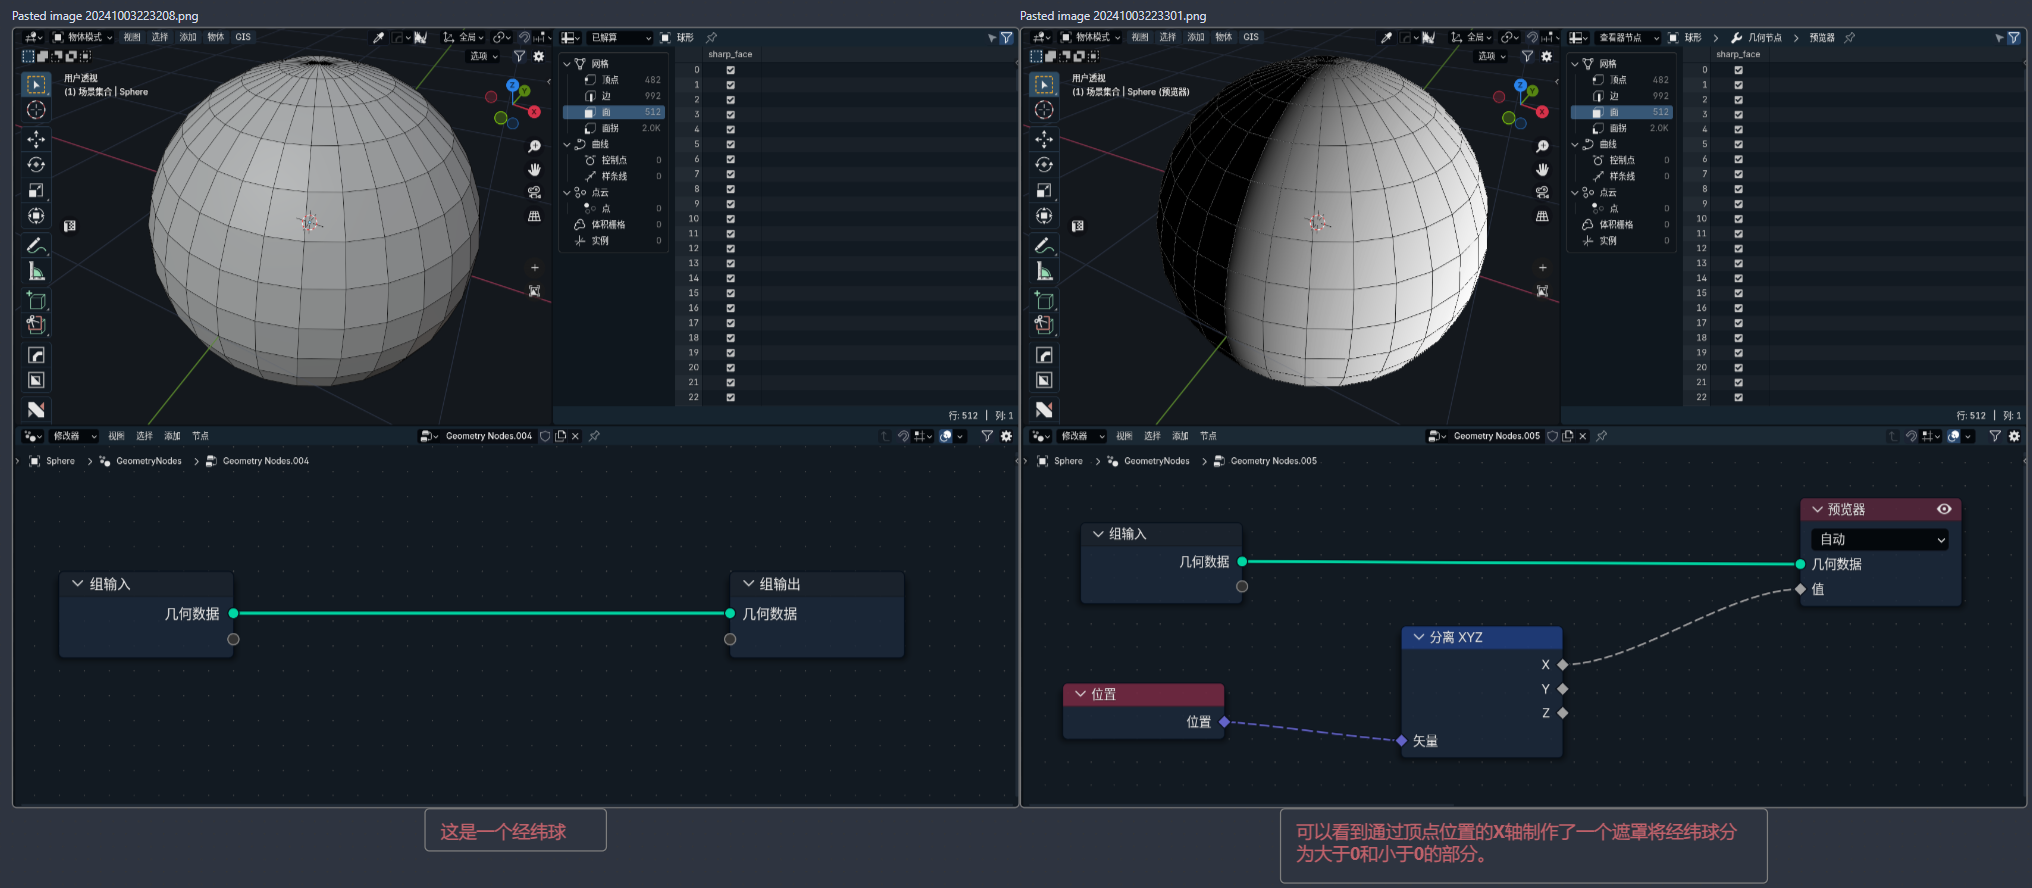 Pasted image 20241003223208.png
物体模式 视图 选择 添加 物体 GIS 全局
选项
用户透视
(1) 场景集合 | Sphere
Z
Y
X
已解算 球形
网格
顶点 482
边 992
面 512
面拐 2.0K
曲线
控制点 0
样条线 0
点云
点 0
体积栅格 0
实例 0
sharp_face
0
1
2
3
4
5
6
7
8
9
10
11
12
13
14
15
16
17
18
19
20
21
22
行: 512 | 列: 1
修改器 视图 选择 添加 节点 Geometry Nodes.004
Sphere GeometryNodes Geometry Nodes.004
组输入
几何数据
组输出
几何数据
这是一个经纬球
Pasted image 20241003223301.png
物体模式 视图 选择 添加 物体 GIS 全局
选项
用户透视
(1) 场景集合 | Sphere (预览器)
Z
Y
X
查看器节点 球形 几何节点 预览器
网格
顶点 482
边 992
面 512
面拐 2.0K
曲线
控制点 0
样条线 0
点云
点 0
体积栅格 0
实例 0
sharp_face
0
1
2
3
4
5
6
7
8
9
10
11
12
13
14
15
16
17
18
19
20
21
22
行: 512 | 列: 1
修改器 视图 选择 添加 节点 Geometry Nodes.005
Sphere GeometryNodes Geometry Nodes.005
组输入
几何数据
位置
位置
分离 XYZ
X
Y
Z
矢量
预览器
自动
几何数据
值
可以看到通过顶点位置的X轴制作了一个遮罩将经纬球分
为大于0和小于0的部分。